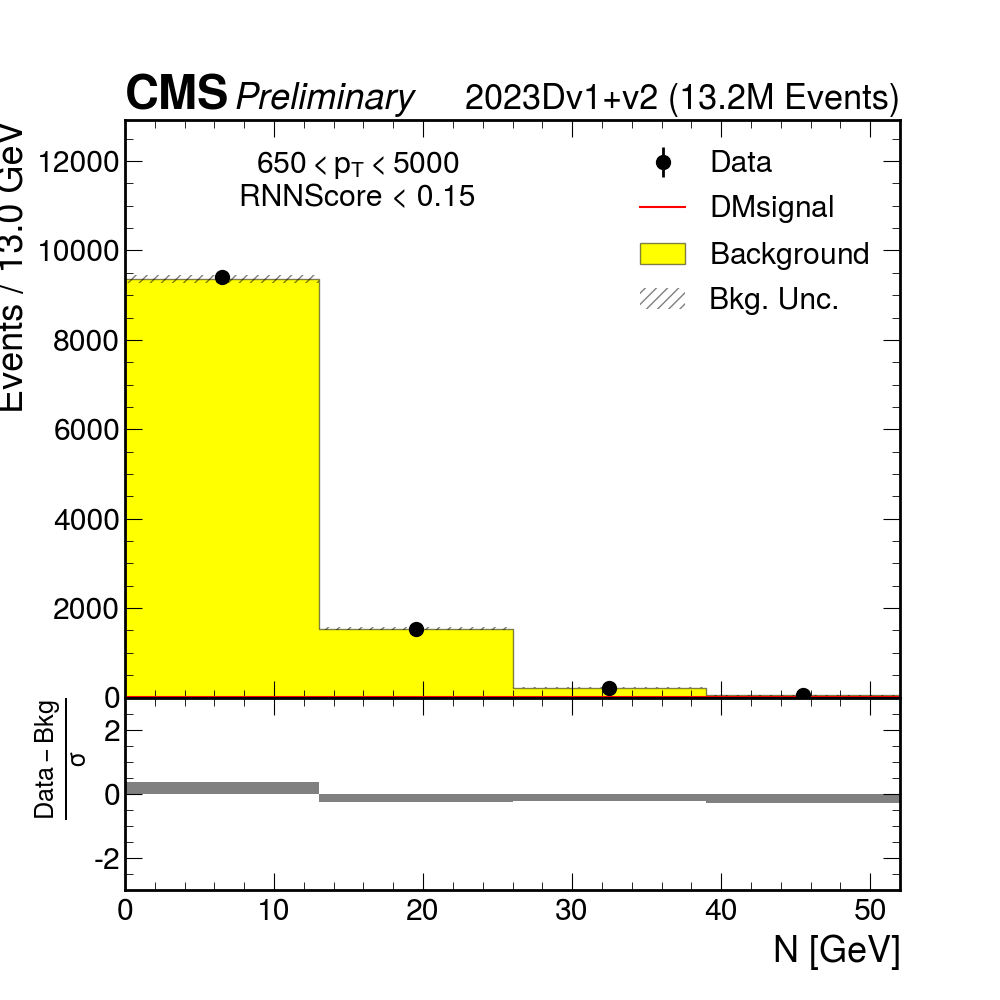 CMS Preliminary 2023Dv1+v2 (13.2M Events)
Events / 13.0 GeV
12000
10000
8000
6000
4000
2000
0
650 < pT < 5000
RNNScore < 0.15
Data
DMsignal
Background
Bkg. Unc.
Data – Bkg
σ
2
0
-2
0 10 20 30 40 50
N [GeV]